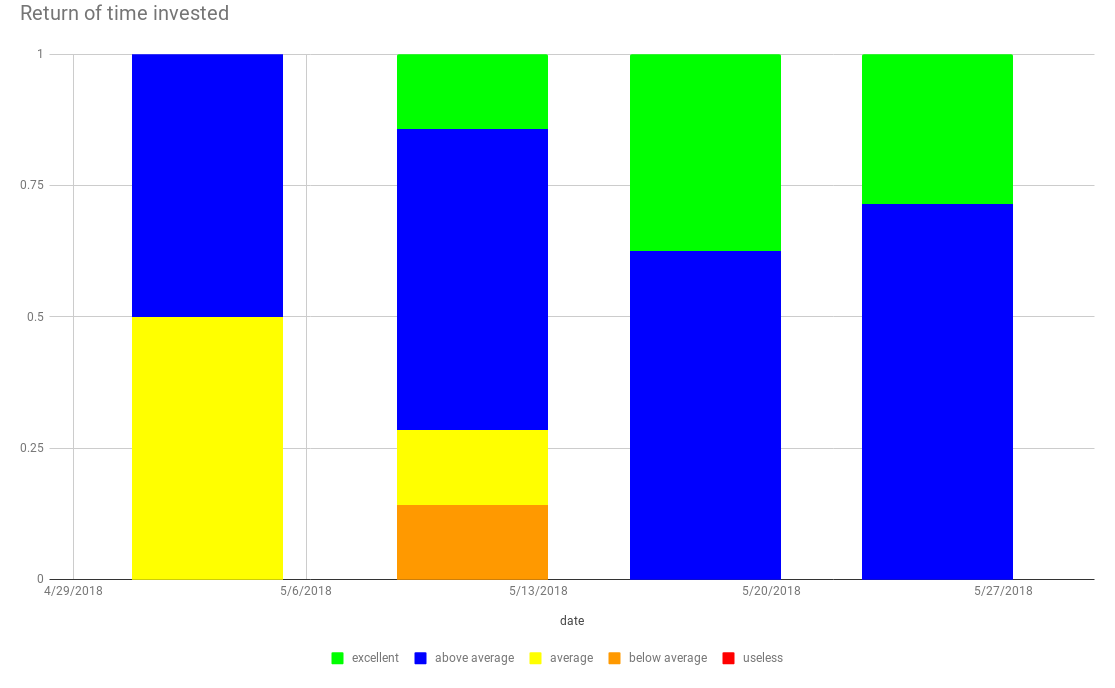 Return of time invested
1
0.75
0.5
0.25
0
4/29/2018 5/6/2018 5/13/2018 5/20/2018 5/27/2018
date
excellent above average average below average useless